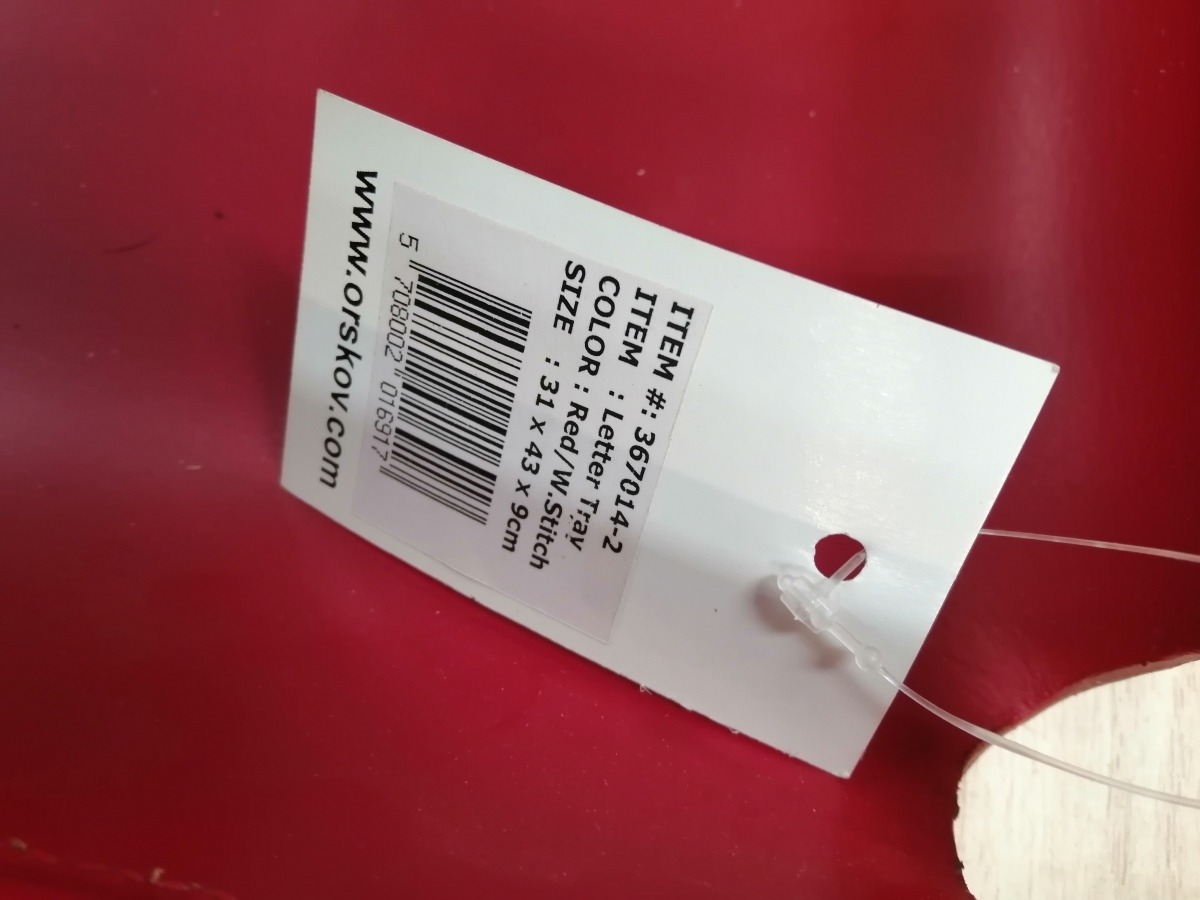 ITEM #: 367014-2
ITEM : Letter Tray
COLOR : Red/W.Stitch
SIZE : 31 x 43 x 9cm
5 708002 016917
www.orskov.com